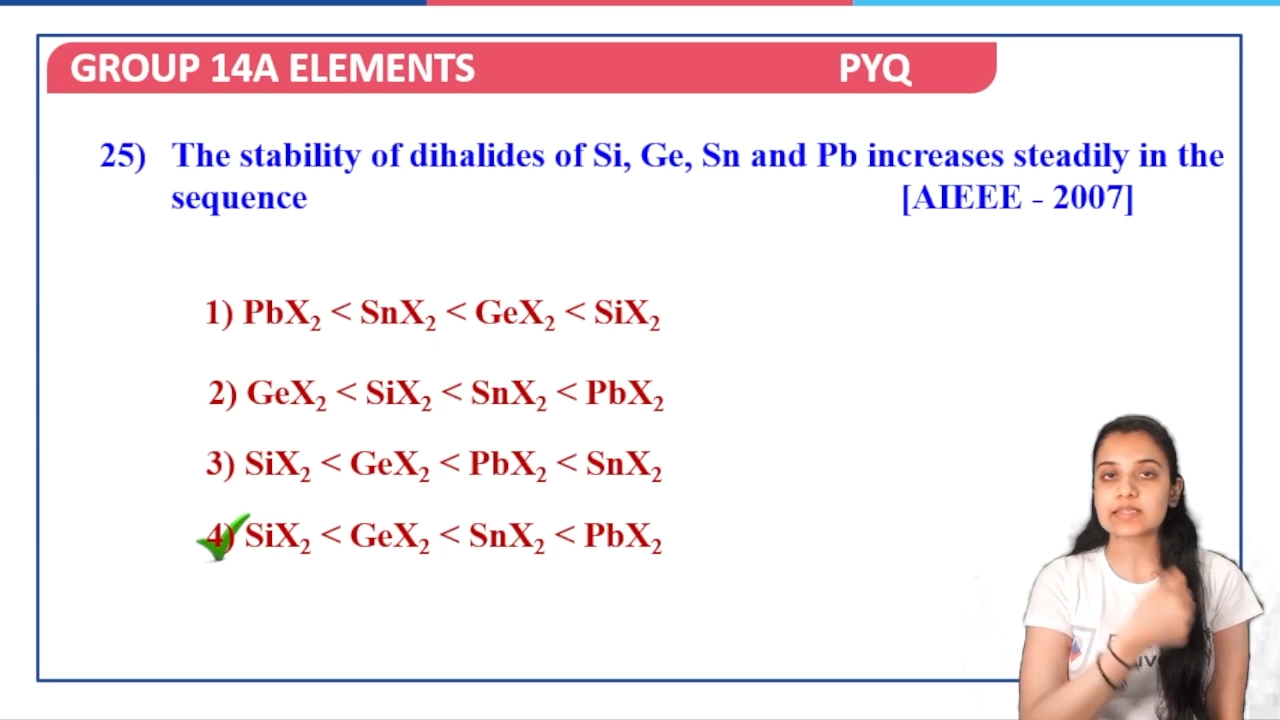 GROUP 14A ELEMENTS PYQ
25) The stability of dihalides of Si, Ge, Sn and Pb increases steadily in the
sequence [AIEEE - 2007]
1) PbX₂ < SnX₂ < GeX₂ < SiX₂
2) GeX₂ < SiX₂ < SnX₂ < PbX₂
3) SiX₂ < GeX₂ < PbX₂ < SnX₂
4) SiX₂ < GeX₂ < SnX₂ < PbX₂